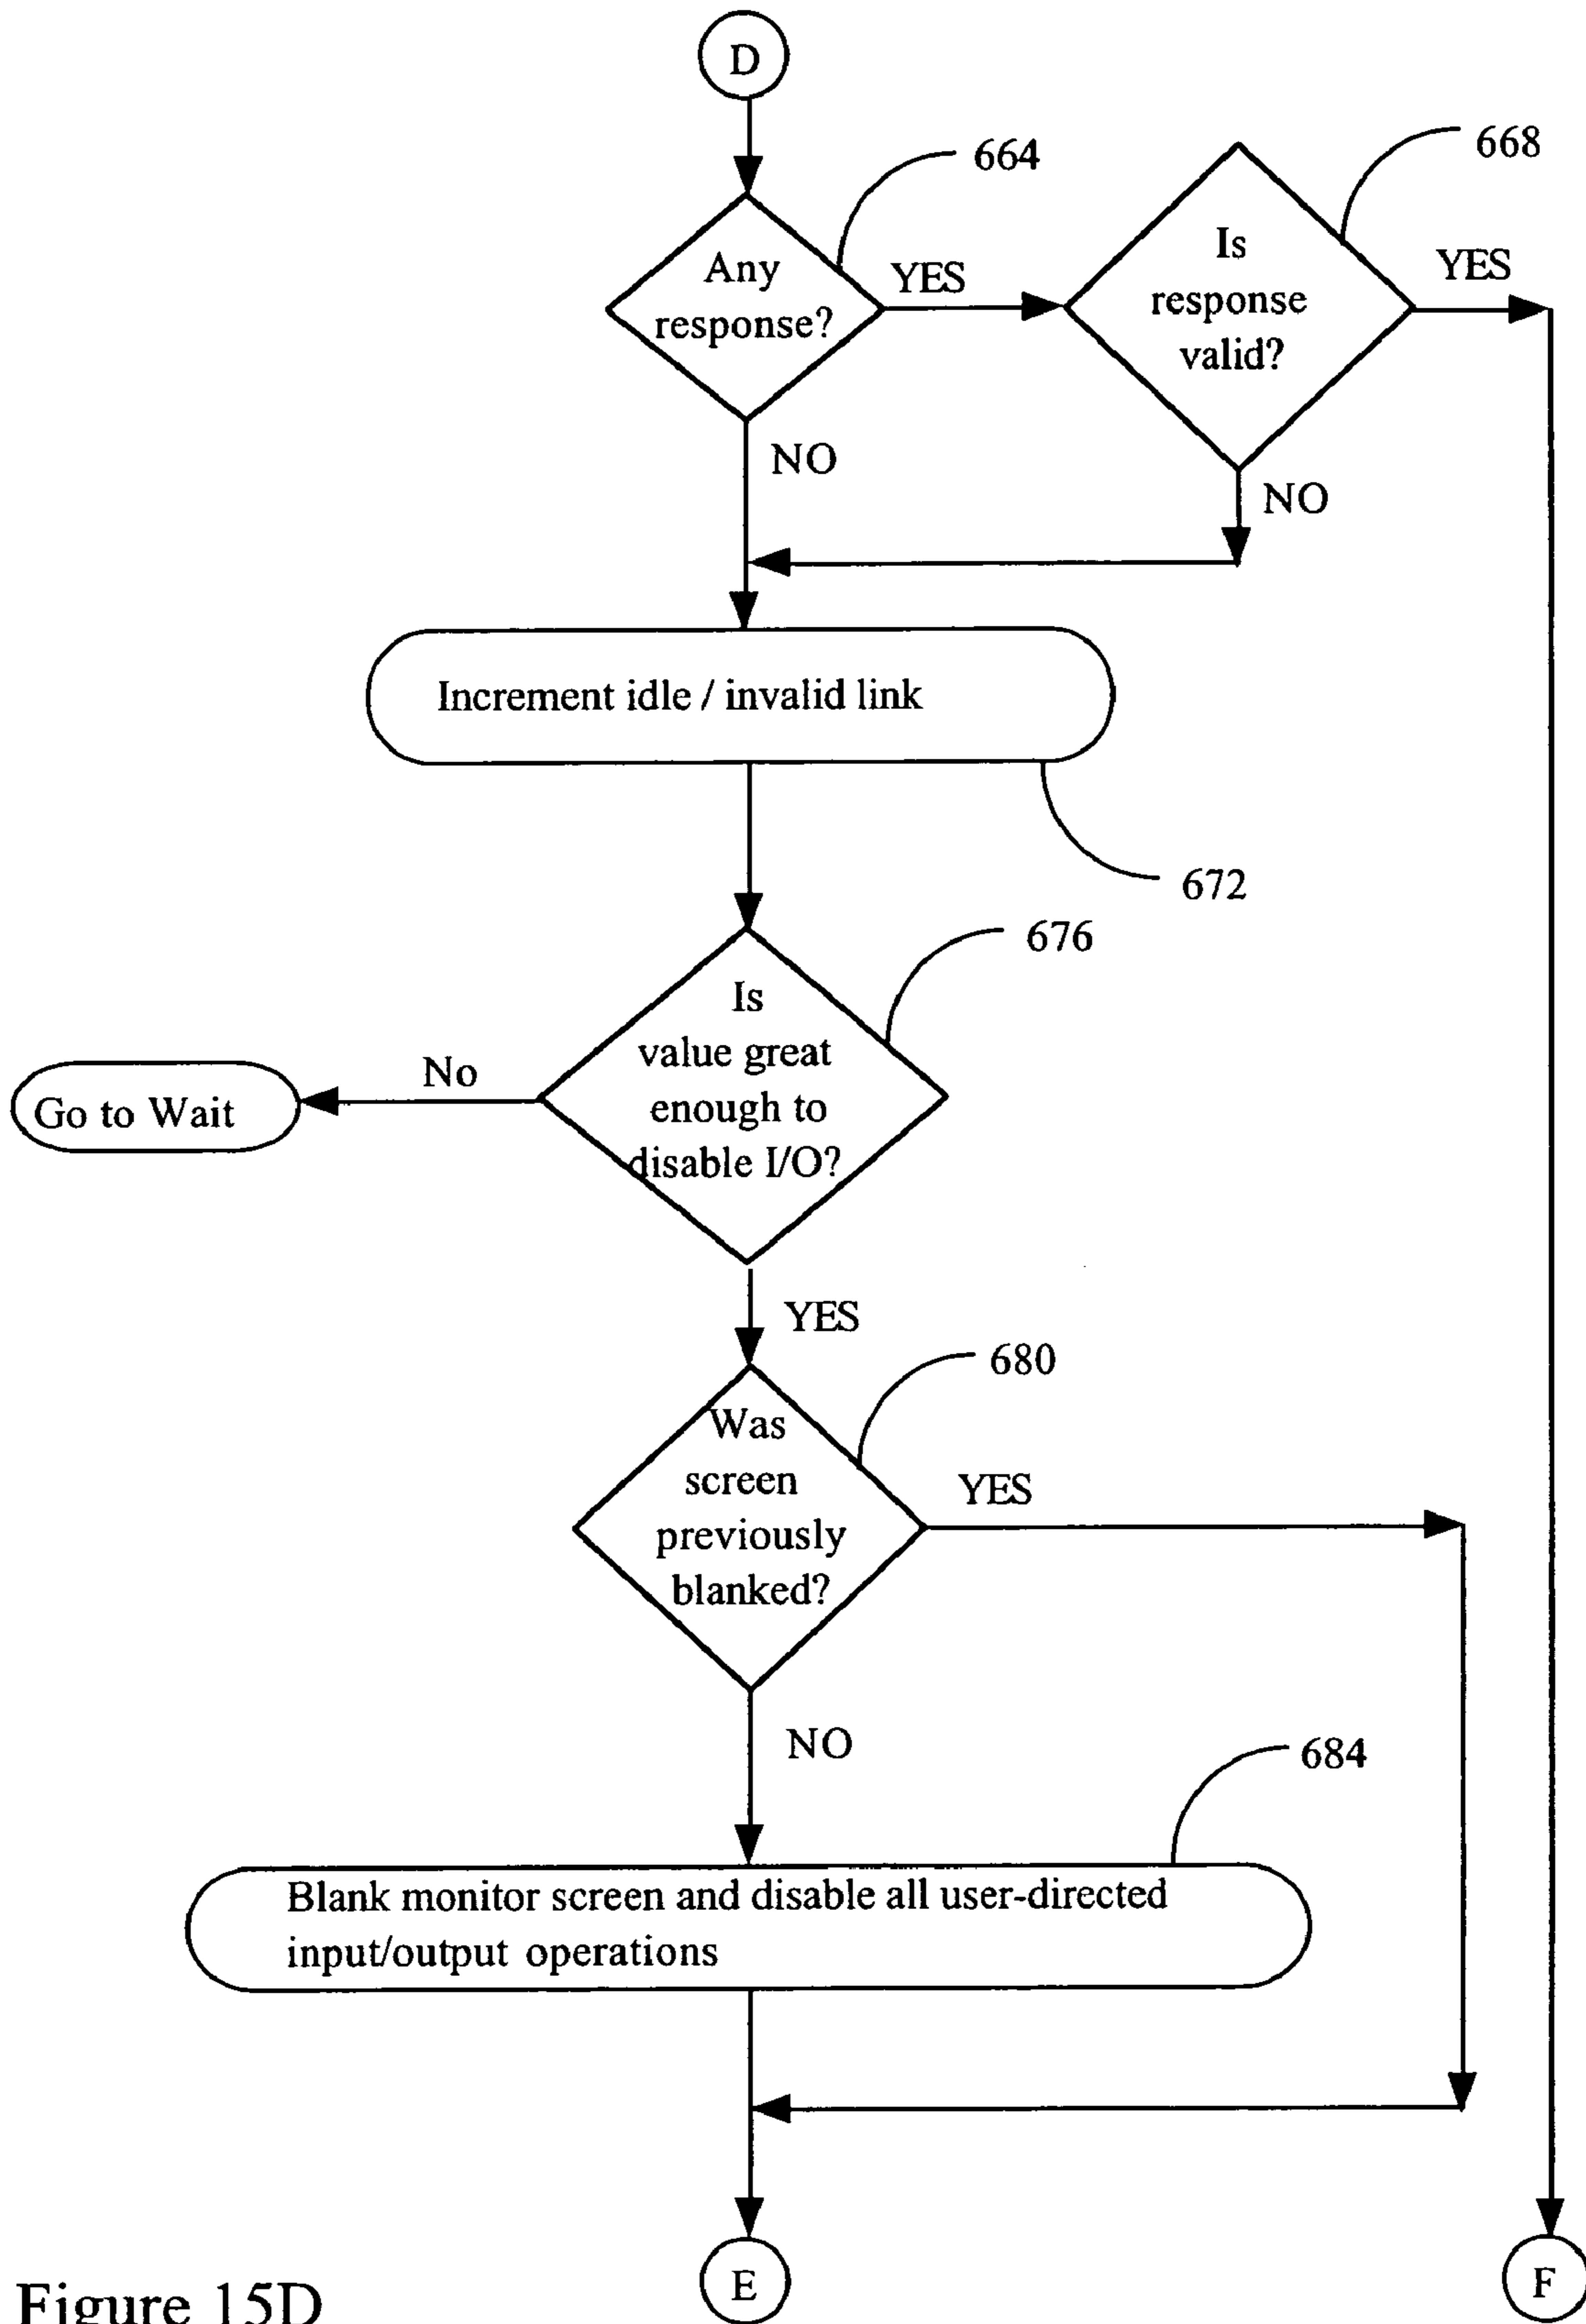 D
664
668
Any
response?
YES
Is
response
valid?
YES
NO
NO
Increment idle / invalid link
672
676
Is
value great
enough to
disable I/O?
No
Go to Wait
YES
680
Was
screen
previously
blanked?
YES
NO
684
Blank monitor screen and disable all user-directed
input/output operations
E
F
Figure 15D